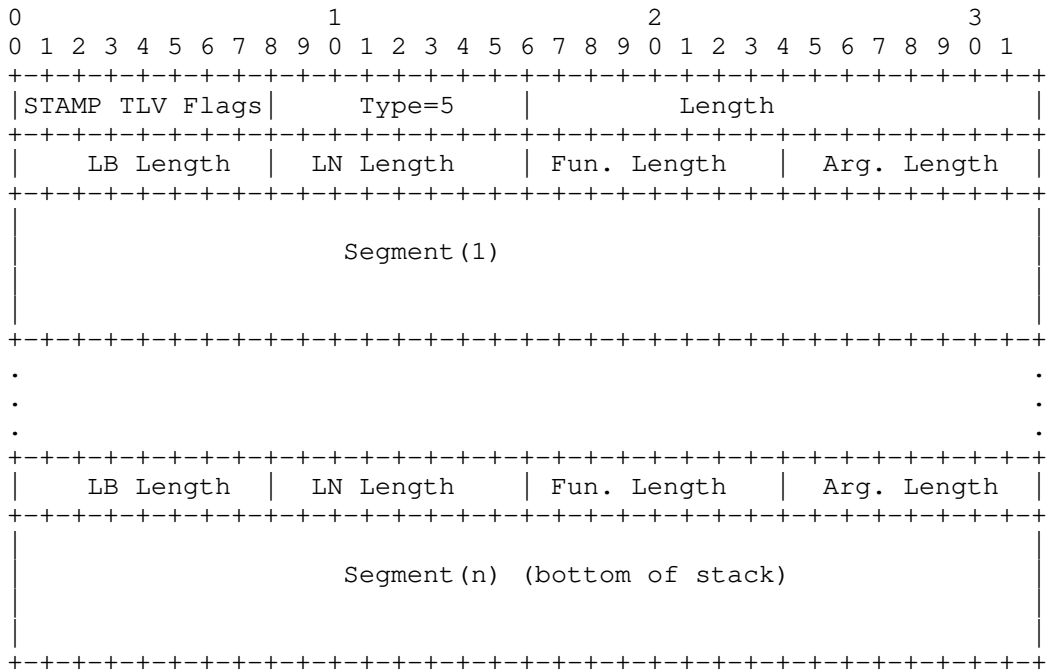 0                   1                   2                   3
0 1 2 3 4 5 6 7 8 9 0 1 2 3 4 5 6 7 8 9 0 1 2 3 4 5 6 7 8 9 0 1
+-+-+-+-+-+-+-+-+-+-+-+-+-+-+-+-+-+-+-+-+-+-+-+-+-+-+-+-+-+-+-+-+
|STAMP TLV Flags|     Type=5    |         Length                |
+-+-+-+-+-+-+-+-+-+-+-+-+-+-+-+-+-+-+-+-+-+-+-+-+-+-+-+-+-+-+-+-+
|    LB Length  |  LN Length    | Fun. Length   |  Arg. Length  |
+-+-+-+-+-+-+-+-+-+-+-+-+-+-+-+-+-+-+-+-+-+-+-+-+-+-+-+-+-+-+-+-+
|                                                               |
|                    Segment(1)                                 |
|                                                               |
|                                                               |
+-+-+-+-+-+-+-+-+-+-+-+-+-+-+-+-+-+-+-+-+-+-+-+-+-+-+-+-+-+-+-+-+
.                                                               .
.                                                               .
.                                                               .
+-+-+-+-+-+-+-+-+-+-+-+-+-+-+-+-+-+-+-+-+-+-+-+-+-+-+-+-+-+-+-+-+
|    LB Length  |  LN Length    | Fun. Length   |  Arg. Length  |
+-+-+-+-+-+-+-+-+-+-+-+-+-+-+-+-+-+-+-+-+-+-+-+-+-+-+-+-+-+-+-+-+
|                                                               |
|                    Segment(n) (bottom of stack)               |
|                                                               |
|                                                               |
+-+-+-+-+-+-+-+-+-+-+-+-+-+-+-+-+-+-+-+-+-+-+-+-+-+-+-+-+-+-+-+-+